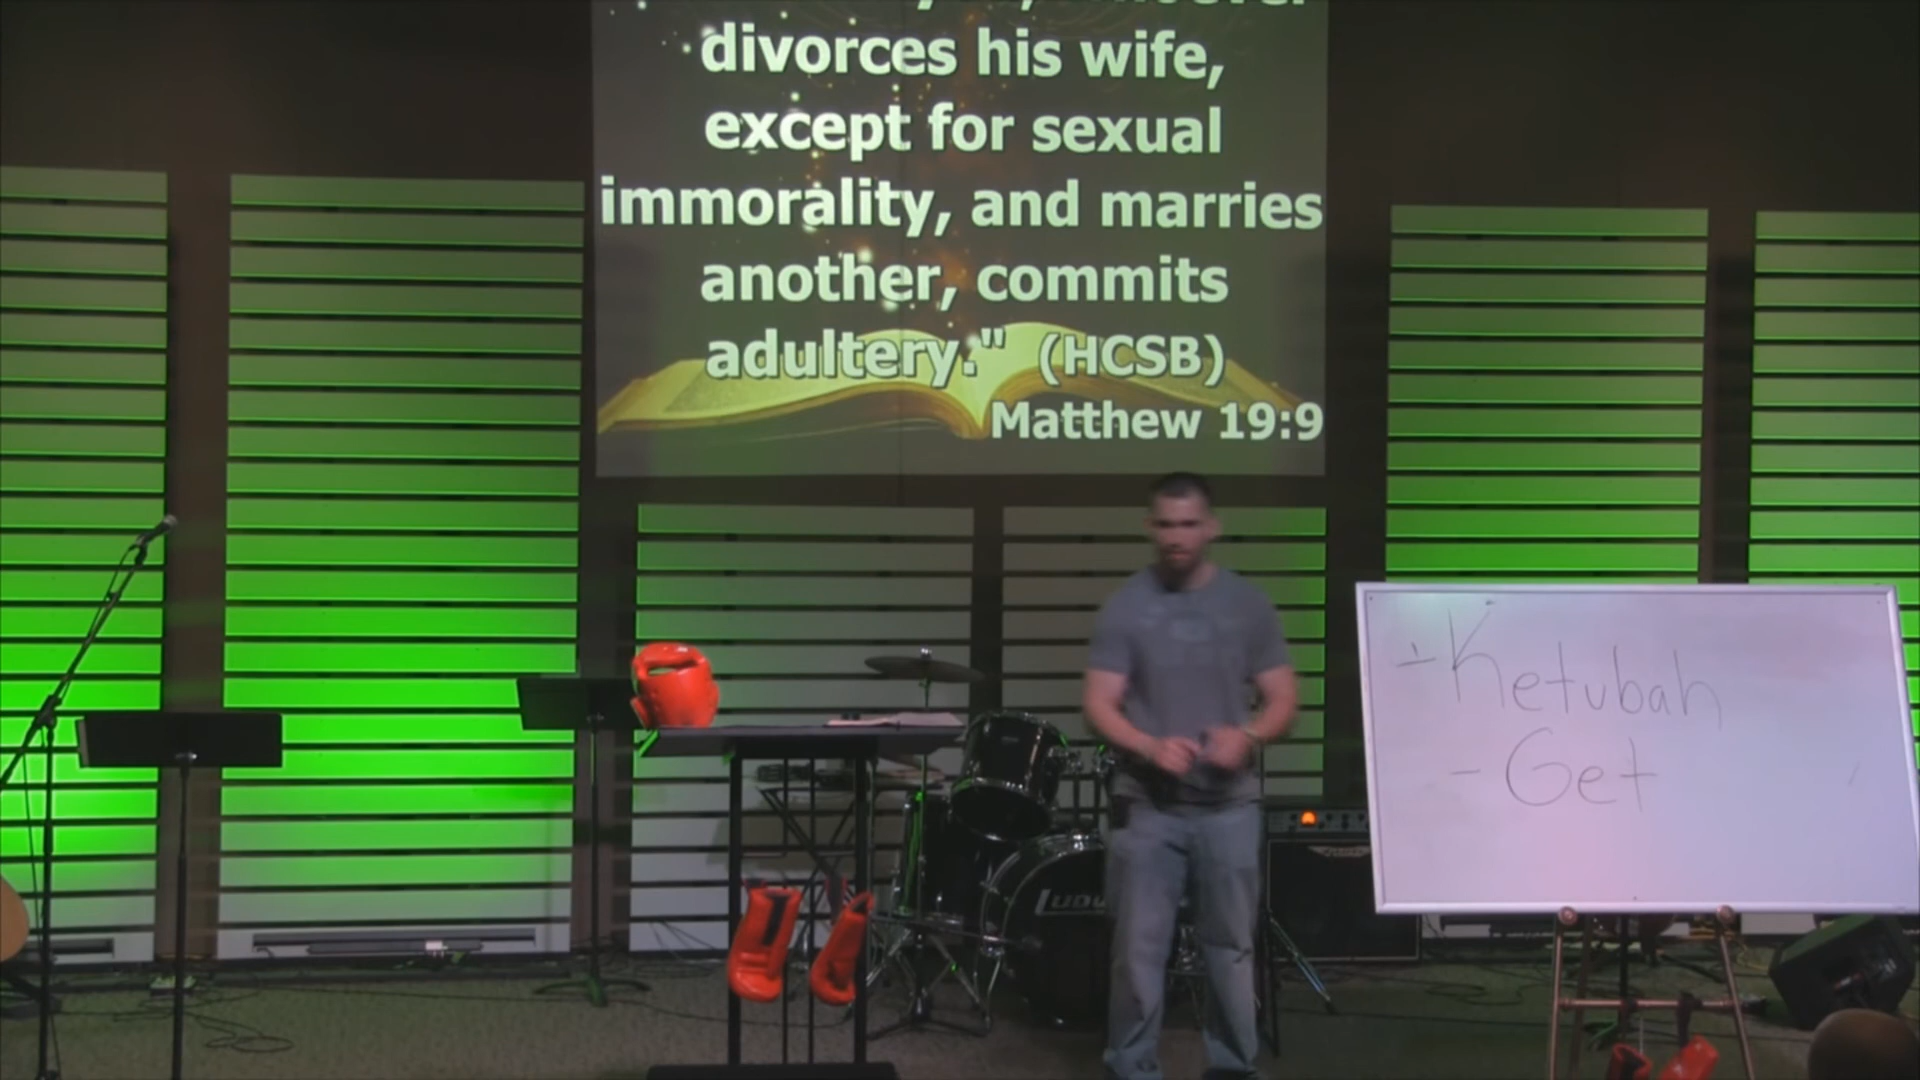 divorces his wife,
except for sexual
immorality, and marries
another, commits
adultery." (HCSB)
Matthew 19:9
- Ketubah
- Get